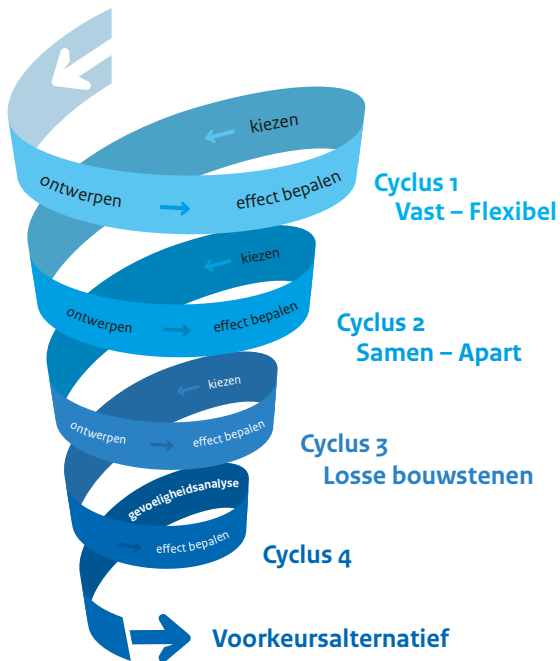 kiezen
ontwerpen
effect bepalen
Cyclus 1
Vast – Flexibel
kiezen
ontwerpen
effect bepalen
Cyclus 2
Samen – Apart
kiezen
ontwerpen
effect bepalen
Cyclus 3
Losse bouwstenen
gevoeligheidsanalyse
effect bepalen
Cyclus 4
Voorkeursalternatief